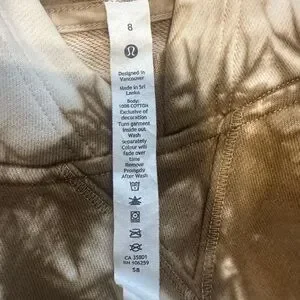 8
Designed in
Vancouver
Made in Sri
Lanka
Body:
100% COTTON
Exclusive of
decoration
Turn garment
inside out
Wash
separately
Colour will
fade over
time
Remove
Promptly
After Wash
CA 35801
RN 106259
S8